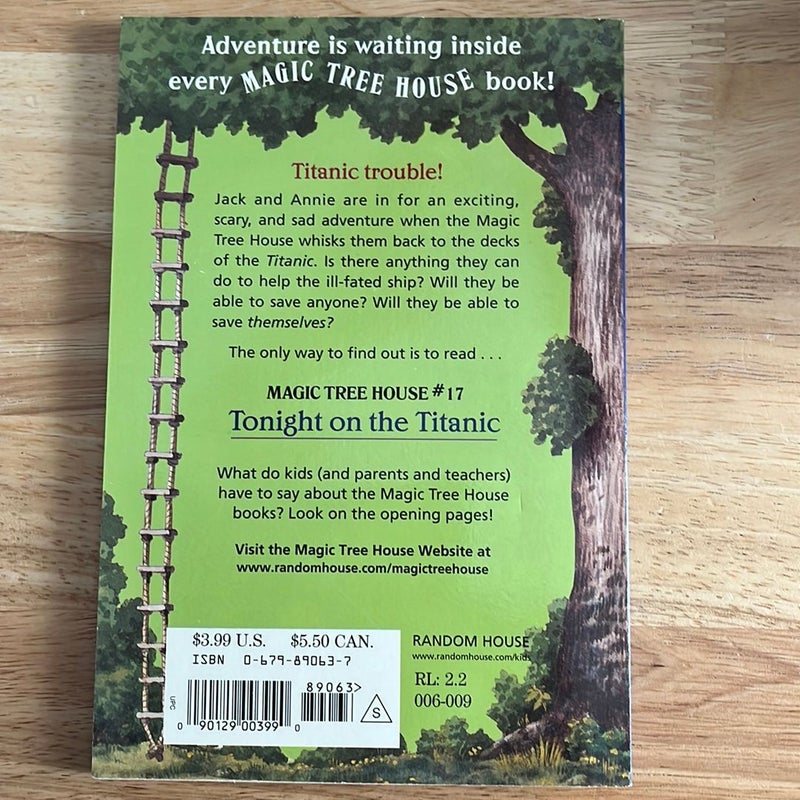 Adventure is waiting inside
every MAGIC TREE HOUSE book!
Titanic trouble!
Jack and Annie are in for an exciting,
scary, and sad adventure when the Magic
Tree House whisks them back to the decks
of the Titanic. Is there anything they can
do to help the ill-fated ship? Will they be
able to save anyone? Will they be able to
save themselves?
The only way to find out is to read . . .
MAGIC TREE HOUSE #17
Tonight on the Titanic
What do kids (and parents and teachers)
have to say about the Magic Tree House
books? Look on the opening pages!
Visit the Magic Tree House Website at
www.randomhouse.com/magictreehouse
$3.99 U.S. $5.50 CAN.
ISBN 0-679-89063-7
89063>
UPC
S
0 90129 00399 0
RANDOM HOUSE
www.randomhouse.com/kids
RL: 2.2
006-009